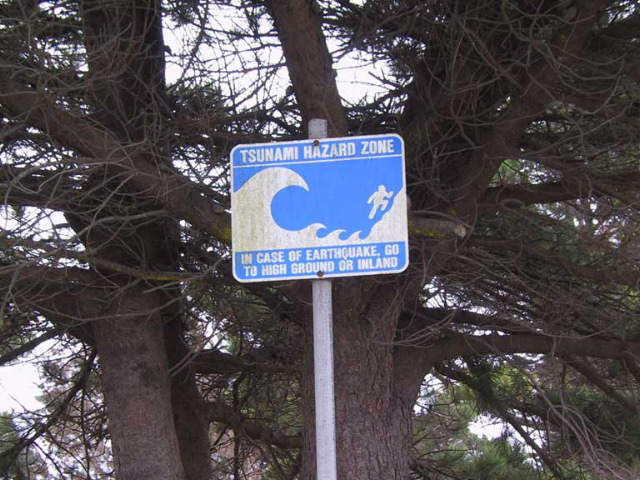 TSUNAMI HAZARD ZONE
IN CASE OF EARTHQUAKE, GO
TO HIGH GROUND OR INLAND